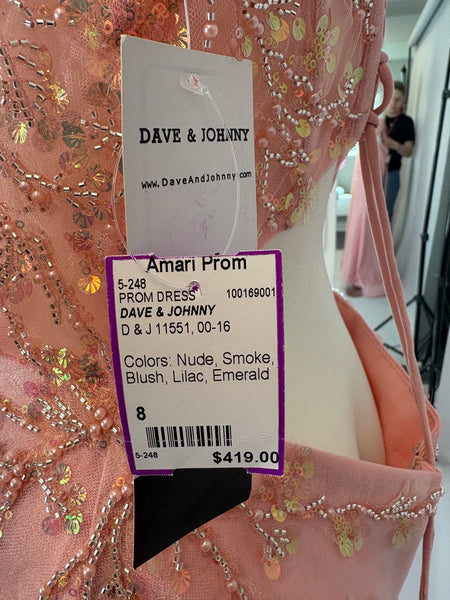 DAVE & JOHNNY
www.DaveAndJohnny.com
Amari Prom
5-248
PROM DRESS 100169001
DAVE & JOHNNY
D & J 11551, 00-16
Colors: Nude, Smoke,
Blush, Lilac, Emerald
8
5-248 $419.00